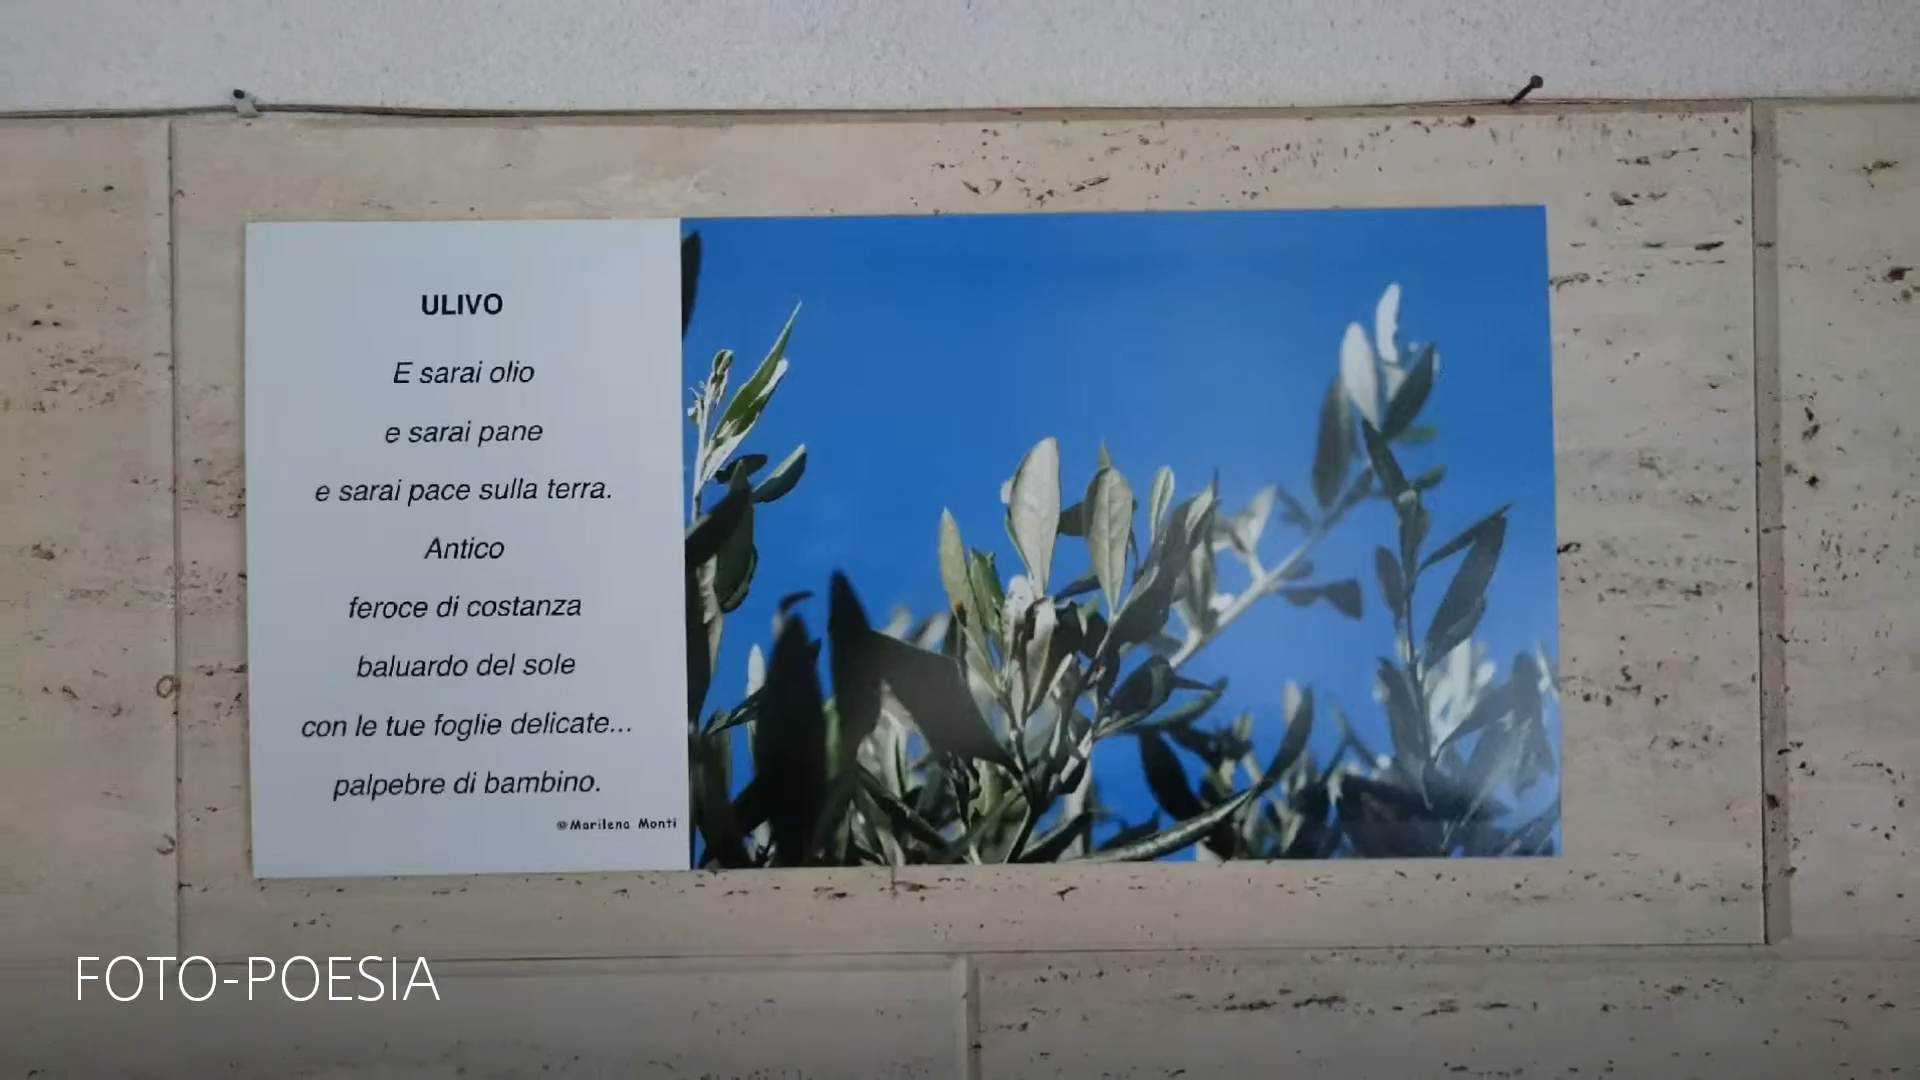 ULIVO
E sarai olio
e sarai pane
e sarai pace sulla terra.
Antico
feroce di costanza
baluardo del sole
con le tue foglie delicate...
palpebre di bambino.
©Marilena Monti
FOTO-POESIA